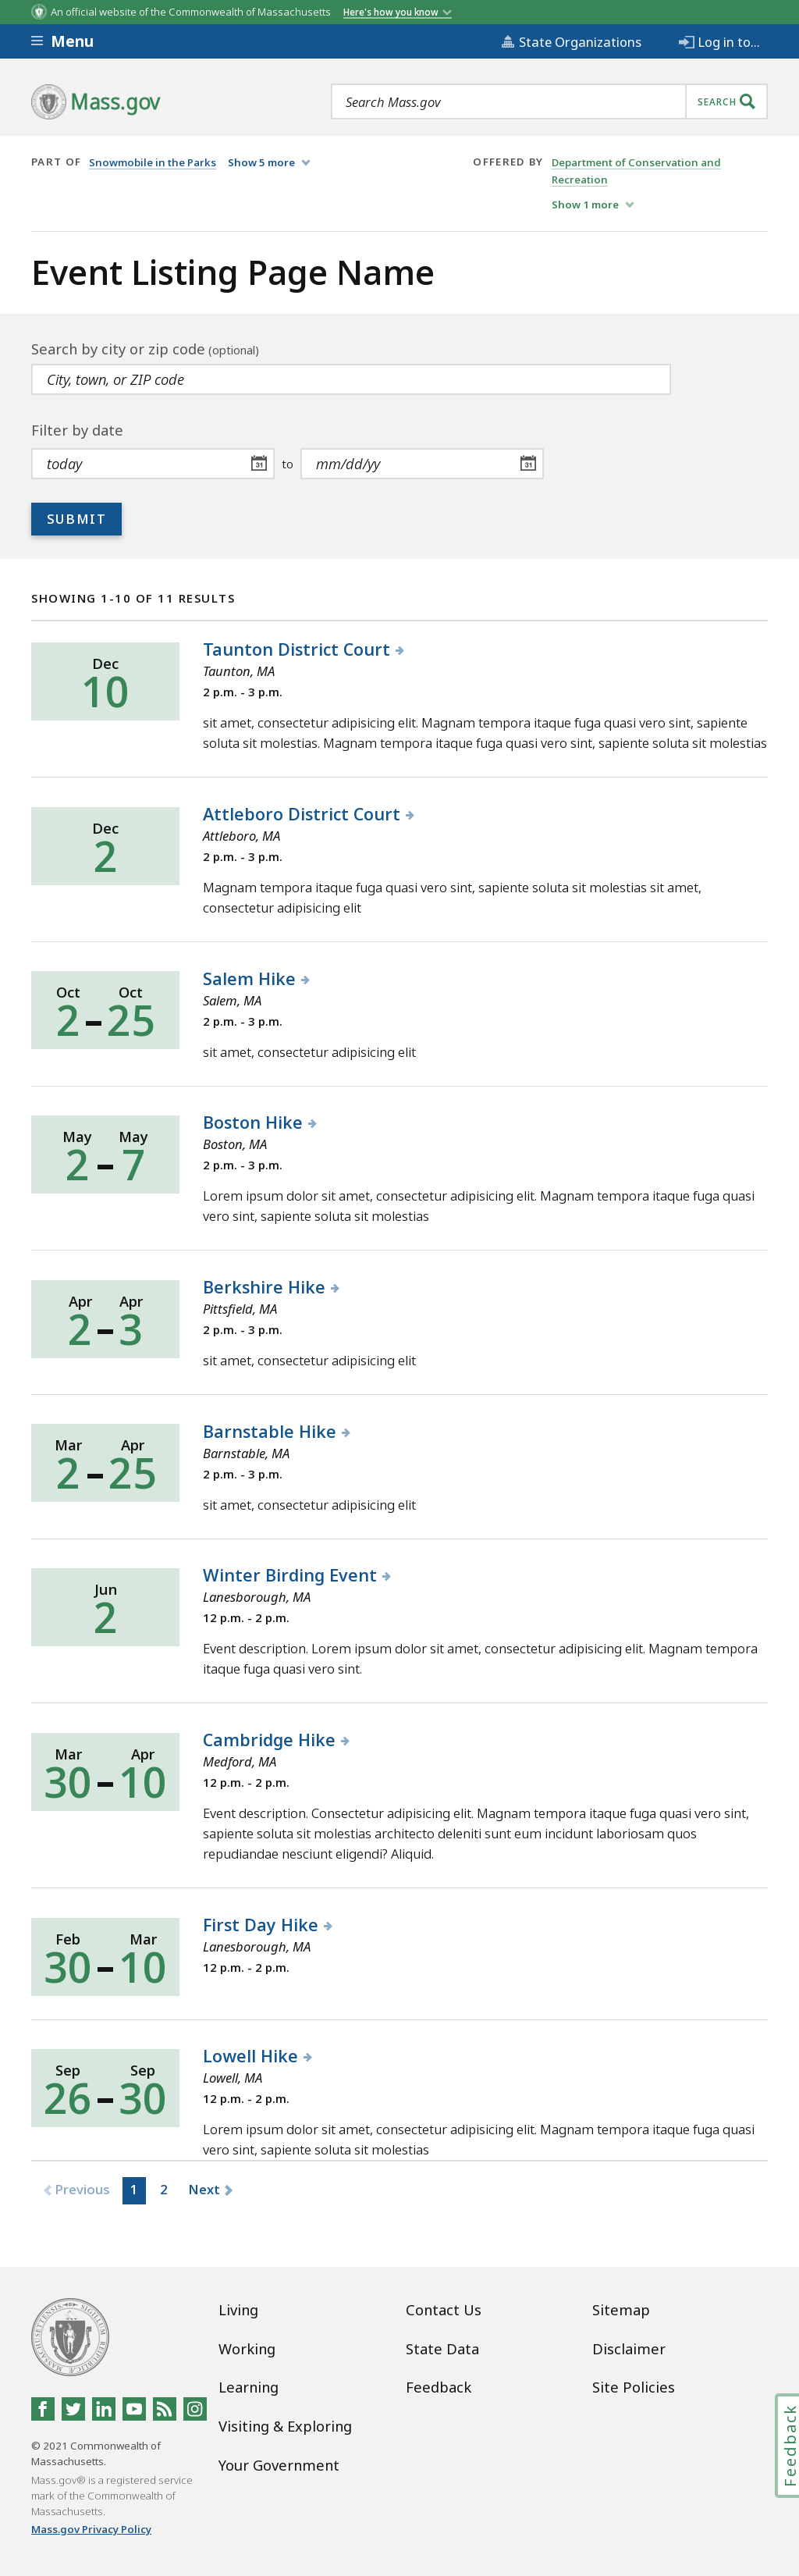 An official website of the Commonwealth of Massachusetts Here's how you know
Menu State Organizations Log in to...
Mass.gov Search Mass.gov SEARCH
PART OF Snowmobile in the Parks Show 5 more OFFERED BY Department of Conservation and
Recreation
Show 1 more
Event Listing Page Name
Search by city or zip code (optional)
City, town, or ZIP code
Filter by date
today 31 to mm/dd/yy 31
SUBMIT
SHOWING 1-10 OF 11 RESULTS
Dec
10
Taunton District Court
Taunton, MA
2 p.m. - 3 p.m.
sit amet, consectetur adipisicing elit. Magnam tempora itaque fuga quasi vero sint, sapiente
soluta sit molestias. Magnam tempora itaque fuga quasi vero sint, sapiente soluta sit molestias
Dec
2
Attleboro District Court
Attleboro, MA
2 p.m. - 3 p.m.
Magnam tempora itaque fuga quasi vero sint, sapiente soluta sit molestias sit amet,
consectetur adipisicing elit
Oct Oct
2 - 25
Salem Hike
Salem, MA
2 p.m. - 3 p.m.
sit amet, consectetur adipisicing elit
May May
2 - 7
Boston Hike
Boston, MA
2 p.m. - 3 p.m.
Lorem ipsum dolor sit amet, consectetur adipisicing elit. Magnam tempora itaque fuga quasi
vero sint, sapiente soluta sit molestias
Apr Apr
2 - 3
Berkshire Hike
Pittsfield, MA
2 p.m. - 3 p.m.
sit amet, consectetur adipisicing elit
Mar Apr
2 - 25
Barnstable Hike
Barnstable, MA
2 p.m. - 3 p.m.
sit amet, consectetur adipisicing elit
Jun
2
Winter Birding Event
Lanesborough, MA
12 p.m. - 2 p.m.
Event description. Lorem ipsum dolor sit amet, consectetur adipisicing elit. Magnam tempora
itaque fuga quasi vero sint.
Mar Apr
30 - 10
Cambridge Hike
Medford, MA
12 p.m. - 2 p.m.
Event description. Consectetur adipisicing elit. Magnam tempora itaque fuga quasi vero sint,
sapiente soluta sit molestias architecto deleniti sunt eum incidunt laboriosam quos
repudiandae nesciunt eligendi? Aliquid.
Feb Mar
30 - 10
First Day Hike
Lanesborough, MA
12 p.m. - 2 p.m.
Sep Sep
26 - 30
Lowell Hike
Lowell, MA
12 p.m. - 2 p.m.
Lorem ipsum dolor sit amet, consectetur adipisicing elit. Magnam tempora itaque fuga quasi
vero sint, sapiente soluta sit molestias
Previous 1 2 Next
Living
Working
Learning
Visiting & Exploring
Your Government
Contact Us
State Data
Feedback
Sitemap
Disclaimer
Site Policies
© 2021 Commonwealth of
Massachusetts.
Mass.gov® is a registered service
mark of the Commonwealth of
Massachusetts.
Mass.gov Privacy Policy
Feedback